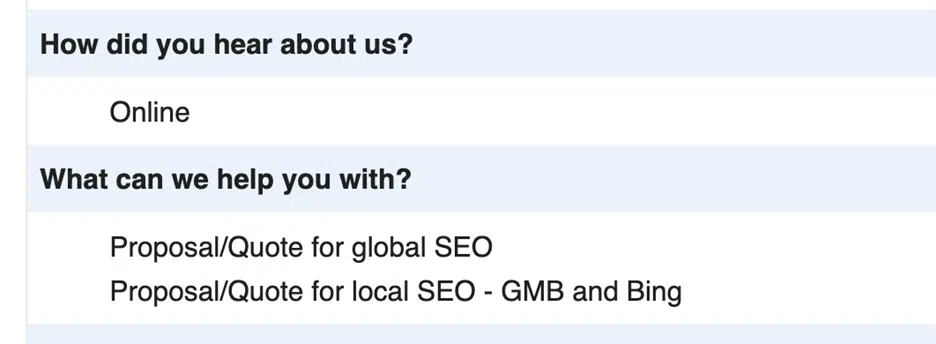 How did you hear about us?
Online
What can we help you with?
Proposal/Quote for global SEO
Proposal/Quote for local SEO - GMB and Bing